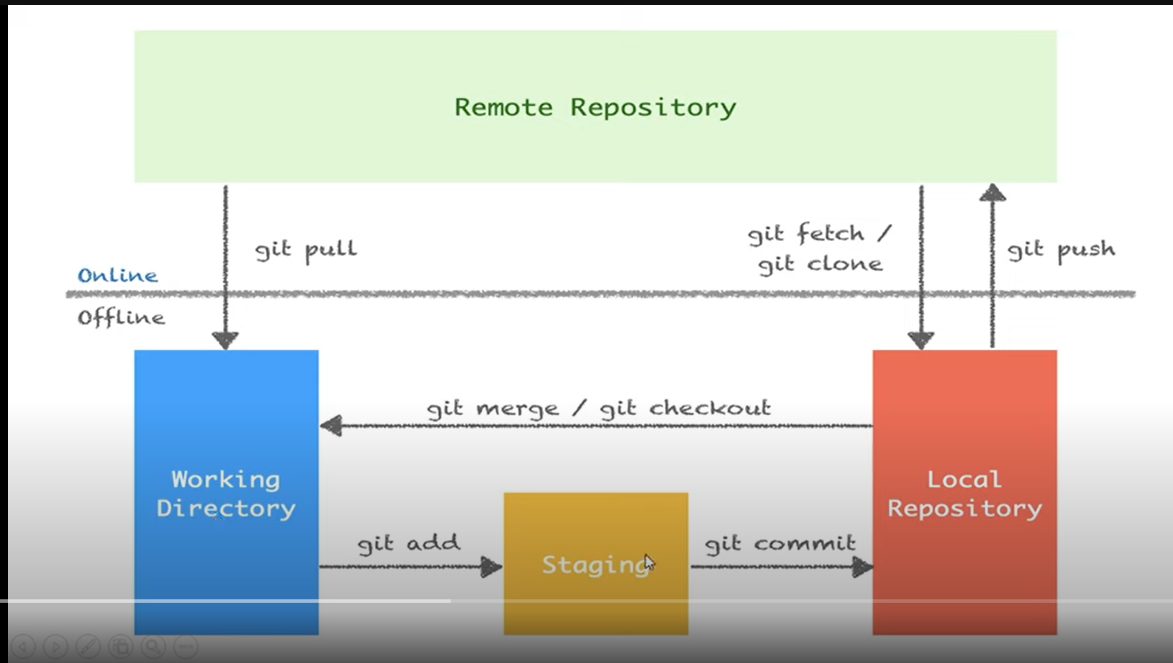 Remote Repository
git pull
git fetch /
git clone
git push
Online
Offline
git merge / git checkout
Working
Directory
Local
Repository
git add
Staging
git commit